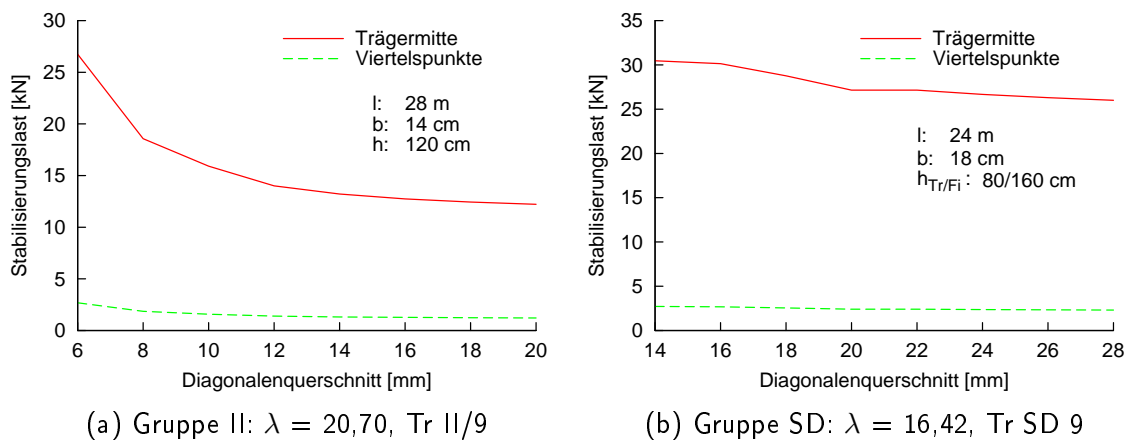 Stabilisierungslast [kN]
30
25
20
15
10
5
0
Trägermitte
Viertelspunkte
l: 28 m
b: 14 cm
h: 120 cm
6 8 10 12 14 16 18 20
Diagonalenquerschnitt [mm]
(a) Gruppe II: λ = 20,70, Tr II/9
Stabilisierungslast [kN]
35
30
25
20
15
10
5
0
Trägermitte
Viertelspunkte
l: 24 m
b: 18 cm
hTr/Fi : 80/160 cm
14 16 18 20 22 24 26 28
Diagonalenquerschnitt [mm]
(b) Gruppe SD: λ = 16,42, Tr SD 9